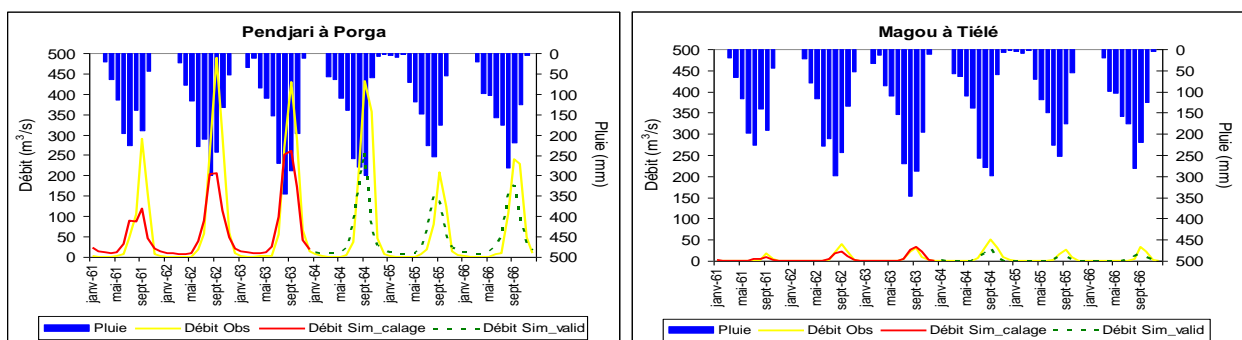 Pendjari à Porga
500
450
400
350
300
250
200
150
100
50
0
Débit (m³/s)
0
50
100
150
200
250
300
350
400
450
500
Pluie (mm)
janv-61
mai-61
sept-61
janv-62
mai-62
sept-62
janv-63
mai-63
sept-63
janv-64
mai-64
sept-64
janv-65
mai-65
sept-65
janv-66
mai-66
sept-66
Pluie
Débit Obs
Débit Sim_calage
Débit Sim_valid
Magou à Tiélé
500
450
400
350
300
250
200
150
100
50
0
Débit (m³/s)
0
50
100
150
200
250
300
350
400
450
500
Pluie (mm)
janv-61
mai-61
sept-61
janv-62
mai-62
sept-62
janv-63
mai-63
sept-63
janv-64
mai-64
sept-64
janv-65
mai-65
sept-65
janv-66
mai-66
sept-66
Pluie
Débit Obs
Débit Sim_calage
Débit Sim_valid